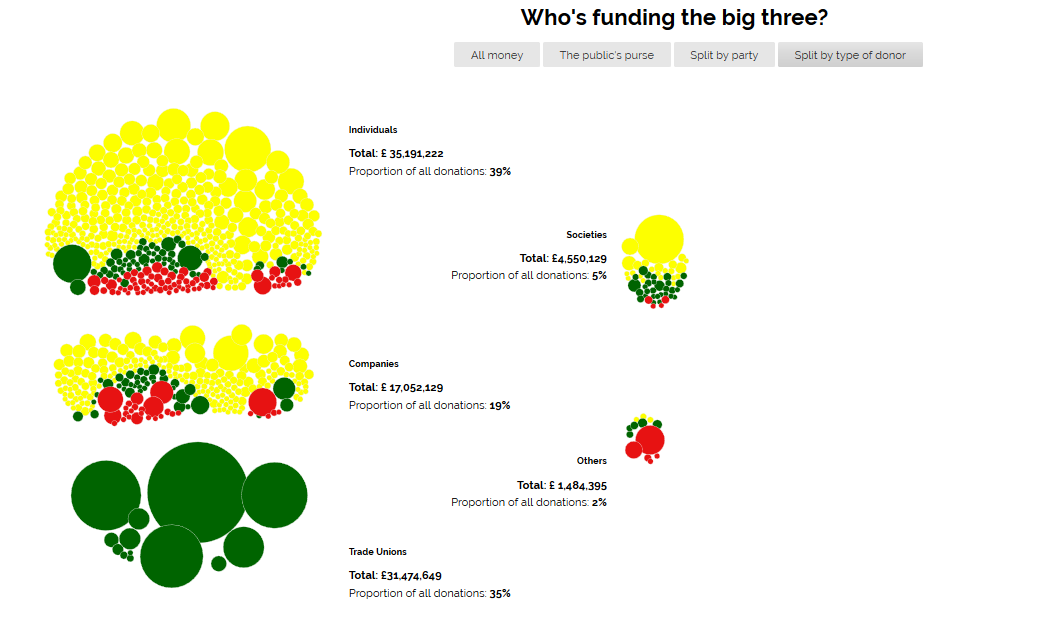 Who's funding the big three?
All money
The public's purse
Split by party
Split by type of donor
Individuals
Total: £ 35,191,222
Proportion of all donations: 39%
Societies
Total: £4,550,129
Proportion of all donations: 5%
Companies
Total: £ 17,052,129
Proportion of all donations: 19%
Others
Total: £ 1,484,395
Proportion of all donations: 2%
Trade Unions
Total: £31,474,649
Proportion of all donations: 35%